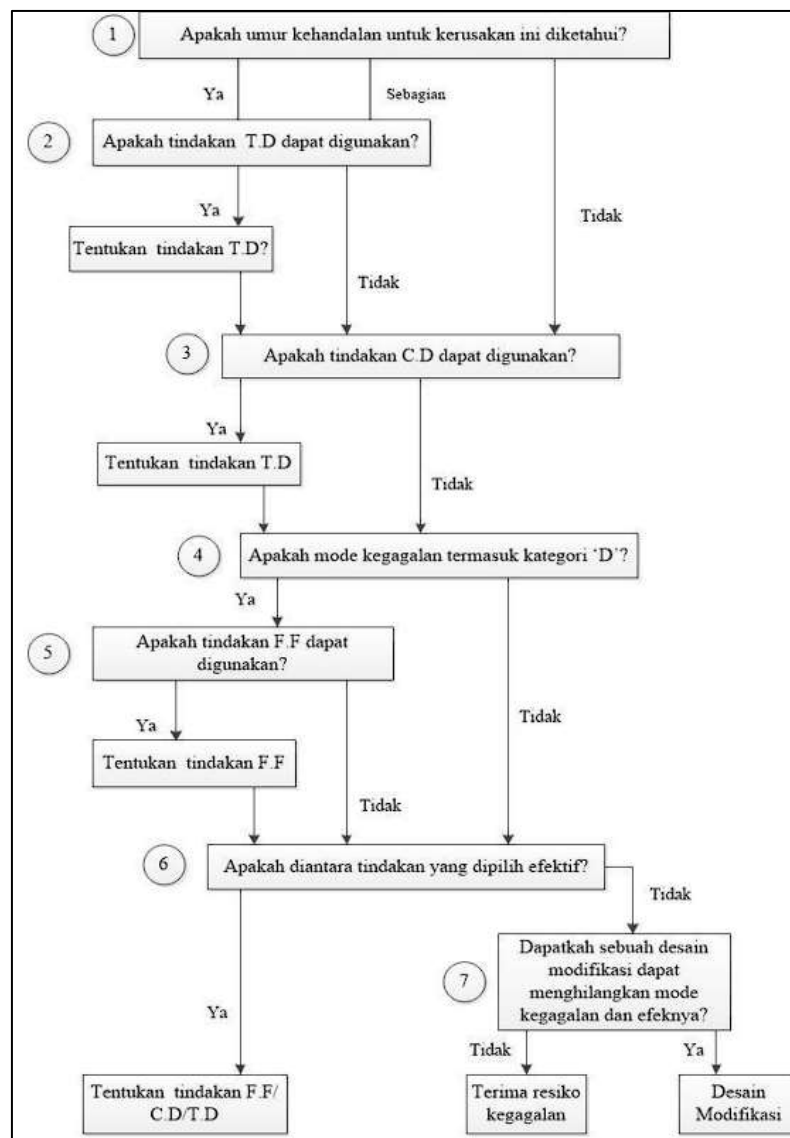 1
Apakah umur kehandalan untuk kerusakan ini diketahui?
Ya
Sebagian
2
Apakah tindakan T.D dapat digunakan?
Ya
Tidak
Tentukan tindakan T.D?
Tidak
3
Apakah tindakan C.D dapat digunakan?
Ya
Tentukan tindakan T.D
Tidak
4
Apakah mode kegagalan termasuk kategori 'D'?
Ya
5
Apakah tindakan F.F dapat
digunakan?
Ya
Tidak
Tentukan tindakan F.F
Tidak
6
Apakah diantara tindakan yang dipilih efektif?
Tidak
7
Dapatkah sebuah desain
modifikasi dapat
menghilangkan mode
kegagalan dan efeknya?
Ya
Tidak
Ya
Tentukan tindakan F.F/
C.D/T.D
Terima resiko
kegagalan
Desain
Modifikasi